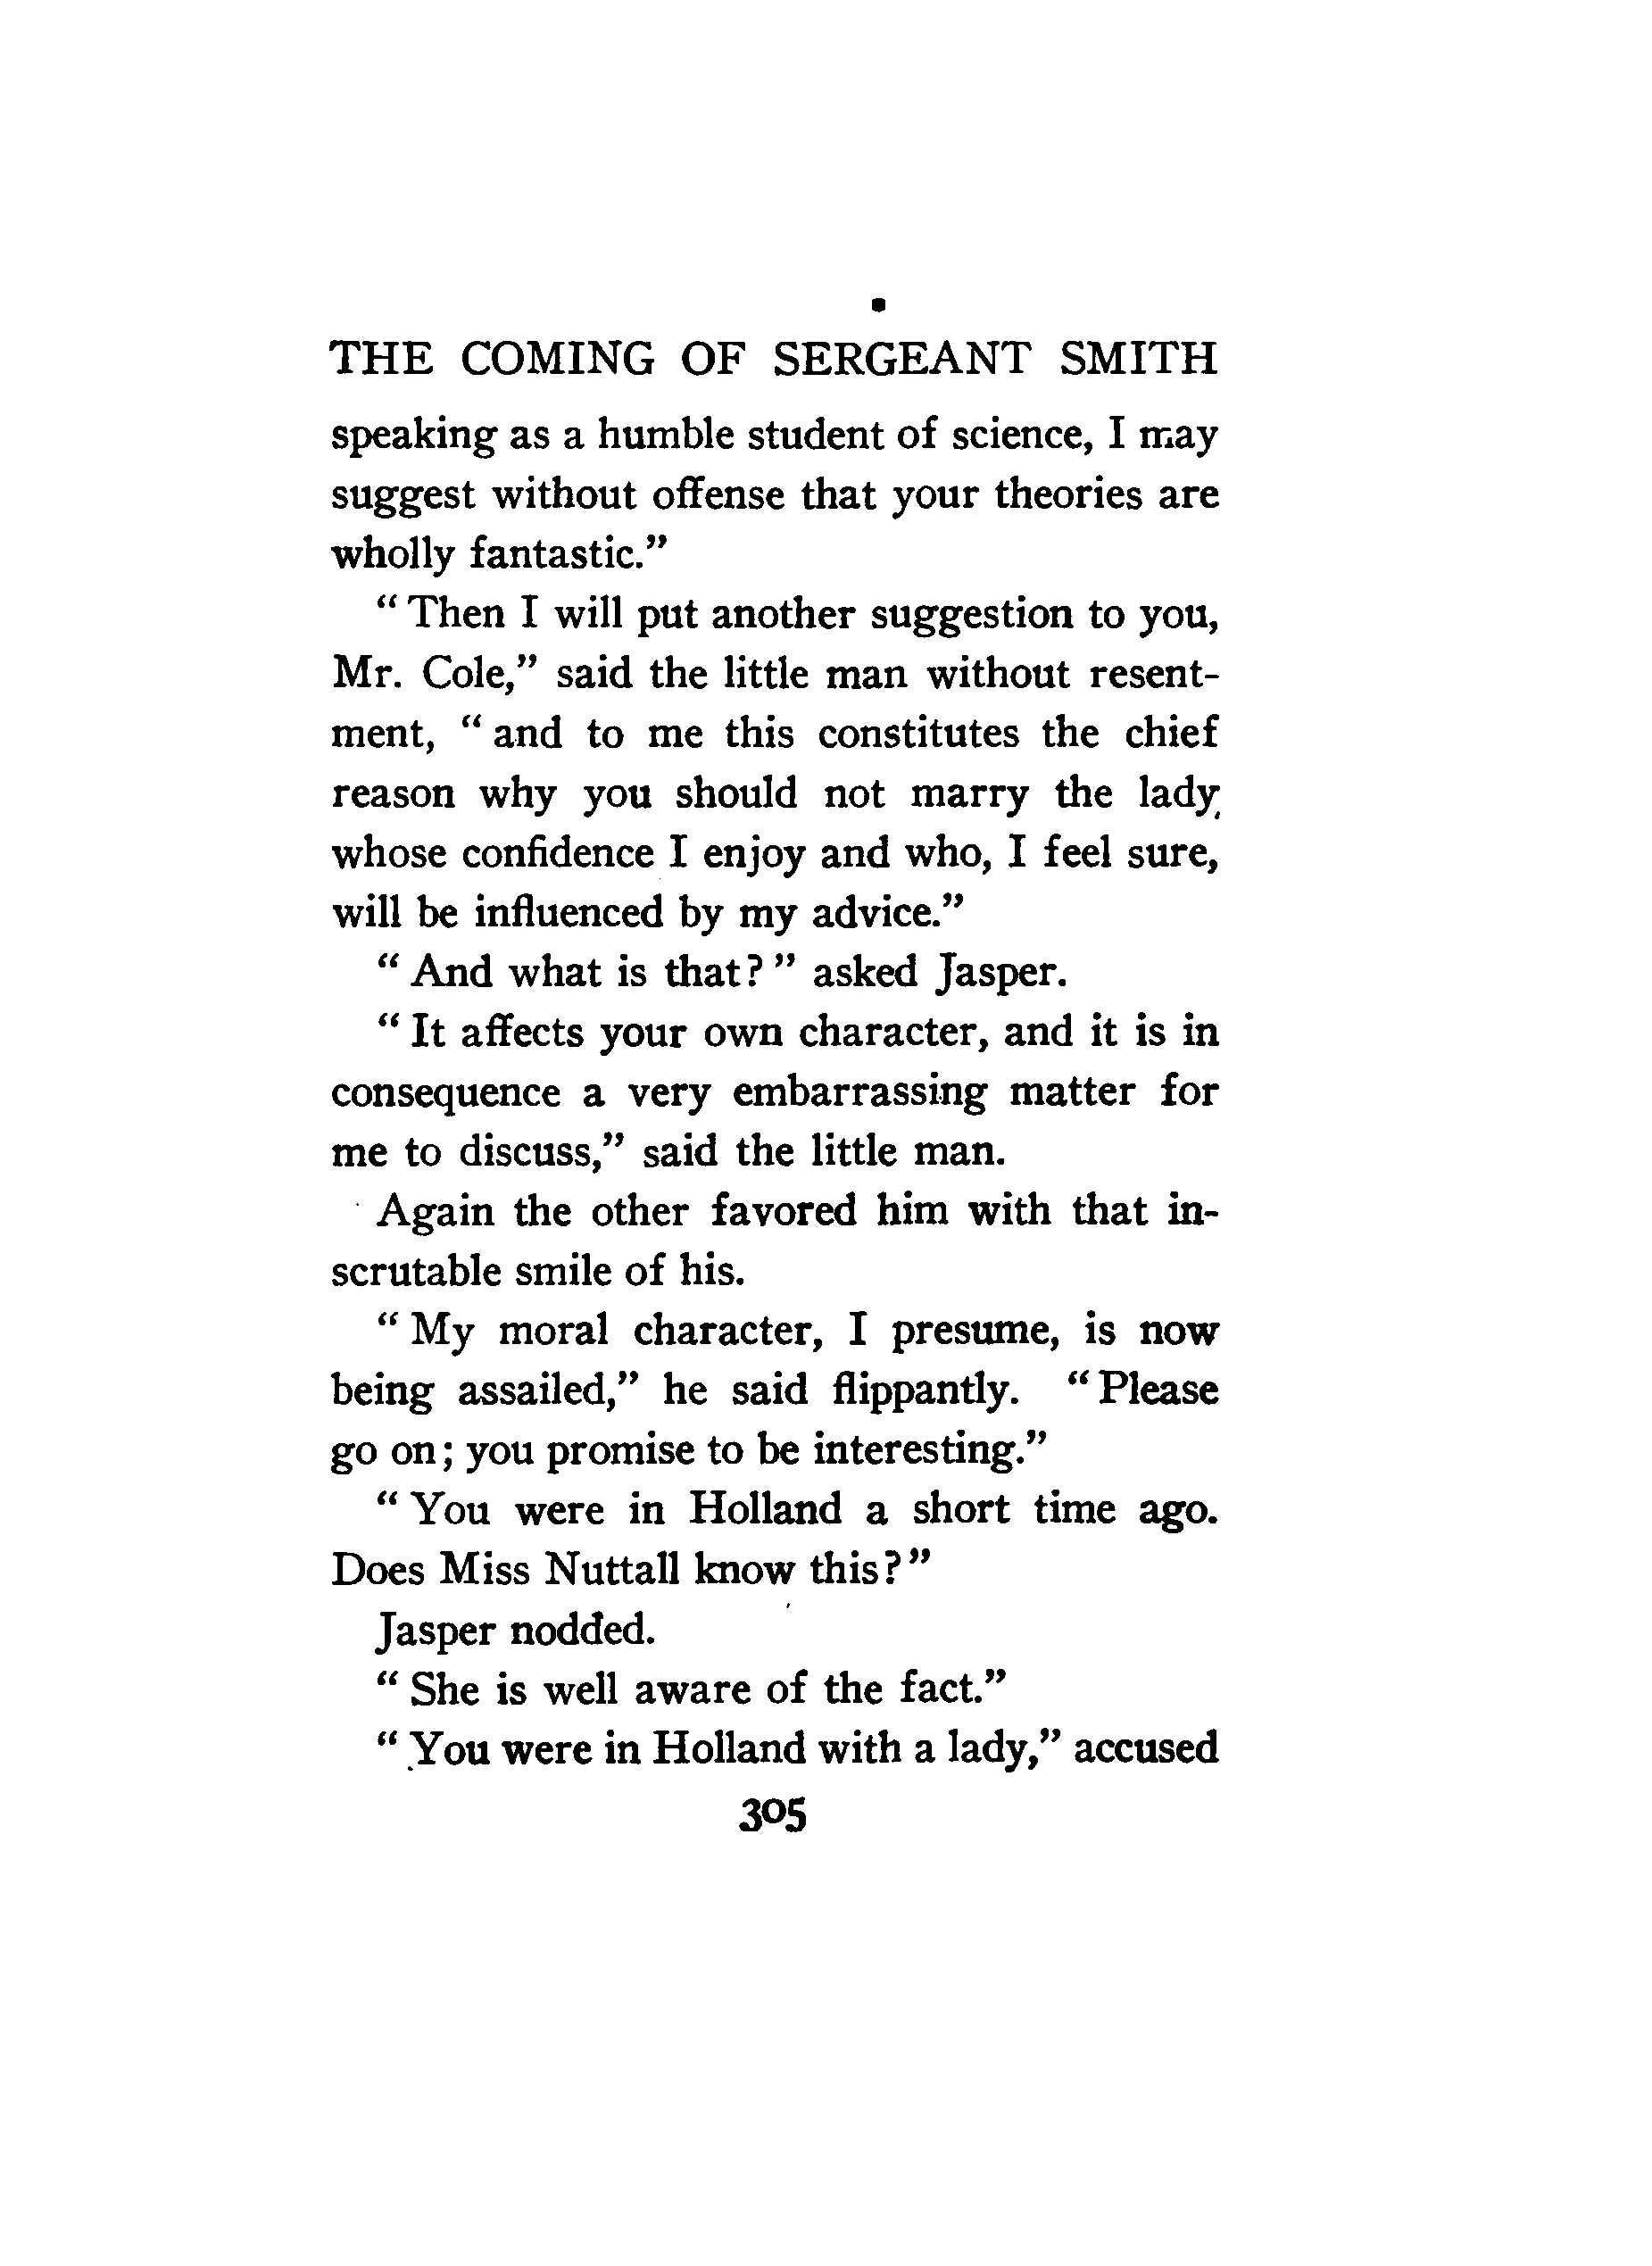 THE COMING OF SERGEANT SMITH
speaking as a humble student of science, I may
suggest without offense that your theories are
wholly fantastic.”
“ Then I will put another suggestion to you,
Mr. Cole,” said the little man without resent-
ment, “ and to me this constitutes the chief
reason why you should not marry the lady
whose confidence I enjoy and who, I feel sure,
will be influenced by my advice.”
“ And what is that? ” asked Jasper.
“ It affects your own character, and it is in
consequence a very embarrassing matter for
me to discuss,” said the little man.
Again the other favored him with that in-
scrutable smile of his.
“ My moral character, I presume, is now
being assailed,” he said flippantly. “ Please
go on; you promise to be interesting.”
“ You were in Holland a short time ago.
Does Miss Nuttall know this? ”
Jasper nodded.
“ She is well aware of the fact.”
“ You were in Holland with a lady,” accused
305